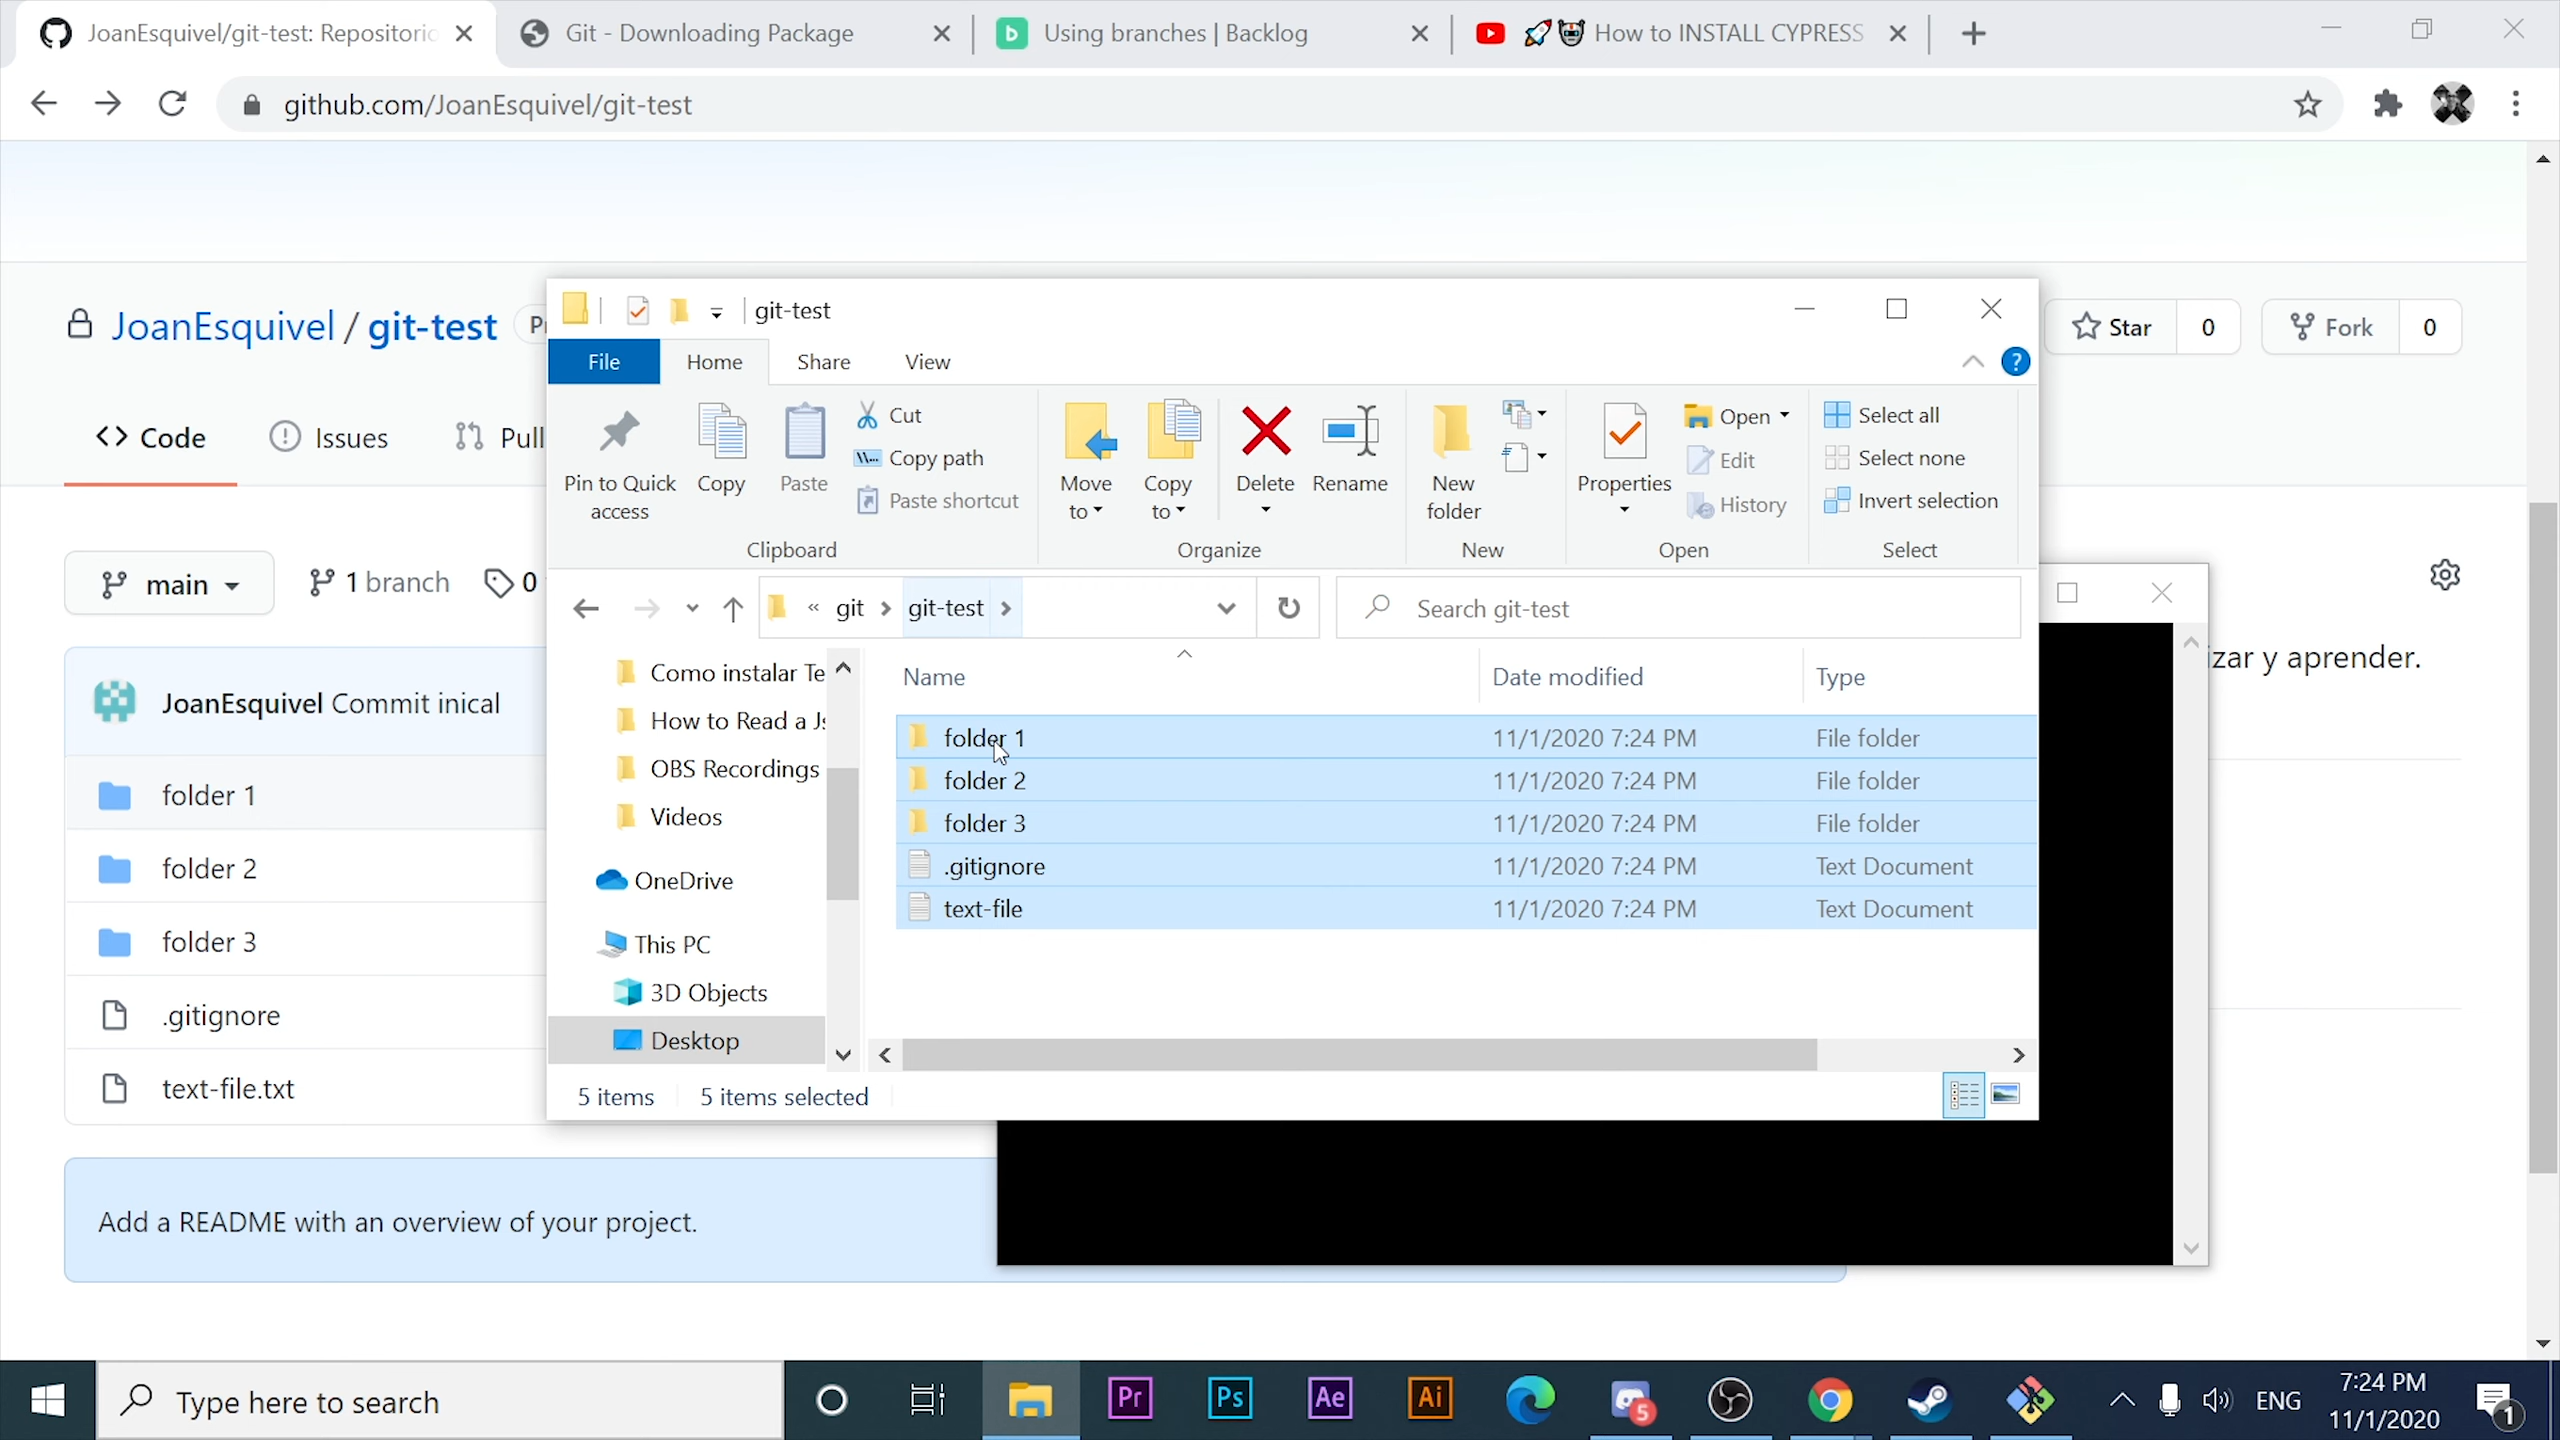 JoanEsquivel/git-test: Repositoric
Git - Downloading Package
Using branches | Backlog
How to INSTALL CYPRESS
github.com/JoanEsquivel/git-test
JoanEsquivel / git-test
Star 0
Fork 0
Code
Issues
Pull
main
1 branch
0
izar y aprender.
JoanEsquivel Commit inical
folder 1
folder 2
folder 3
.gitignore
text-file.txt
Add a README with an overview of your project.
git-test
File
Home
Share
View
Pin to Quick access
Copy
Paste
Cut
Copy path
Paste shortcut
Clipboard
Move to
Copy to
Delete
Rename
Organize
New folder
New
Properties
Open
Edit
History
Open
Select all
Select none
Invert selection
Select
« git > git-test >
Search git-test
Como instalar Te
How to Read a Js
OBS Recordings
Videos
OneDrive
This PC
3D Objects
Desktop
Name Date modified Type
folder 1 11/1/2020 7:24 PM File folder
folder 2 11/1/2020 7:24 PM File folder
folder 3 11/1/2020 7:24 PM File folder
.gitignore 11/1/2020 7:24 PM Text Document
text-file 11/1/2020 7:24 PM Text Document
5 items 5 items selected
Type here to search
Pr
Ps
Ae
Ai
5
ENG
7:24 PM
11/1/2020
1